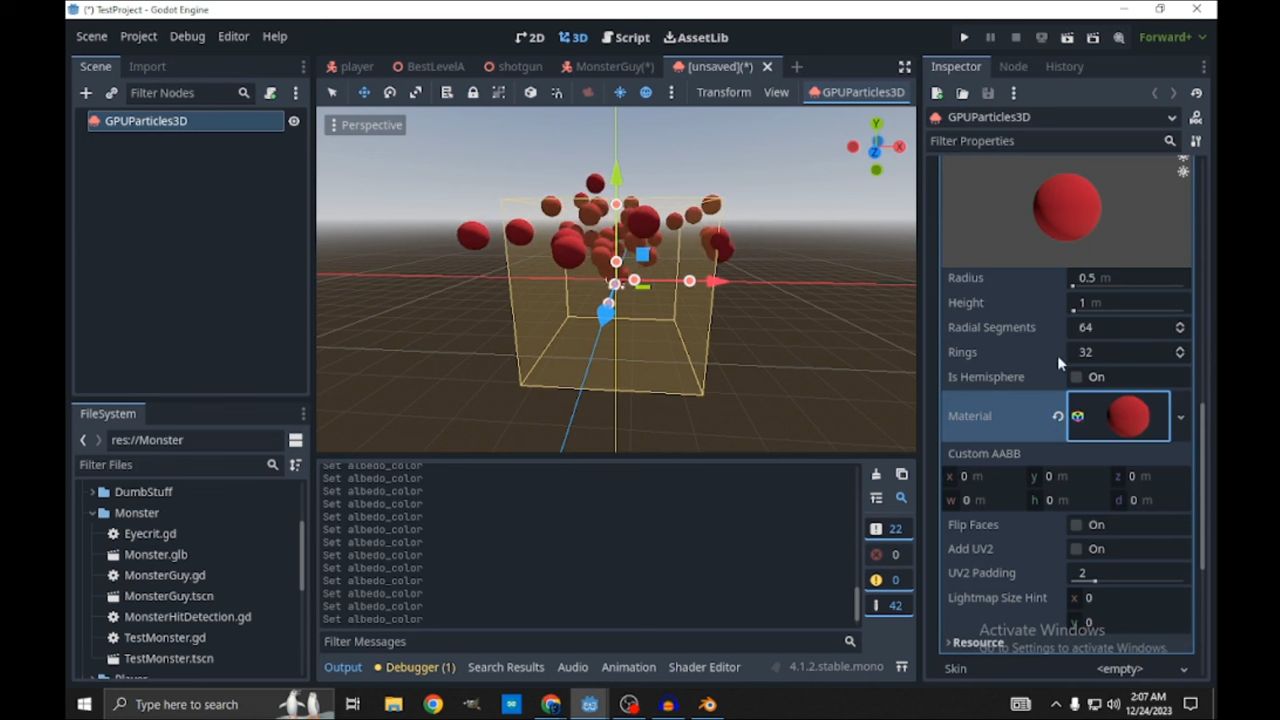 (*) TestProject - Godot Engine
Scene Project Debug Editor Help
2D 3D Script AssetLib
Forward+
Scene Import
player BestLevelA shotgun MonsterGuy(*) [unsaved](*)
Inspector Node History
Filter Nodes
Transform View GPUParticles3D
GPUParticles3D
GPUParticles3D
Perspective
Y
X
Z
Filter Properties
Radius 0.5 m
Height 1 m
Radial Segments 64
Rings 32
Is Hemisphere On
Material
Custom AABB
x 0 m y 0 m z 0 m
w 0 m h 0 m d 0 m
Flip Faces On
Add UV2 On
UV2 Padding 2
Lightmap Size Hint x 0
y 0
Resource
Skin <empty>
Activate Windows
Go to Settings to activate Windows.
FileSystem
res://Monster
Filter Files
DumbStuff
Monster
Eyecrit.gd
Monster.glb
MonsterGuy.gd
MonsterGuy.tscn
MonsterHitDetection.gd
TestMonster.gd
TestMonster.tscn
Set albedo_color
Set albedo_color
Set albedo_color
Set albedo_color
Set albedo_color
Set albedo_color
Set albedo_color
Set albedo_color
Set albedo_color
Set albedo_color
Set albedo_color
Set albedo_color
Set albedo_color
22
0
0
42
Filter Messages
Output Debugger (1) Search Results Audio Animation Shader Editor 4.1.2.stable.mono
Type here to search
2:07 AM
12/24/2023